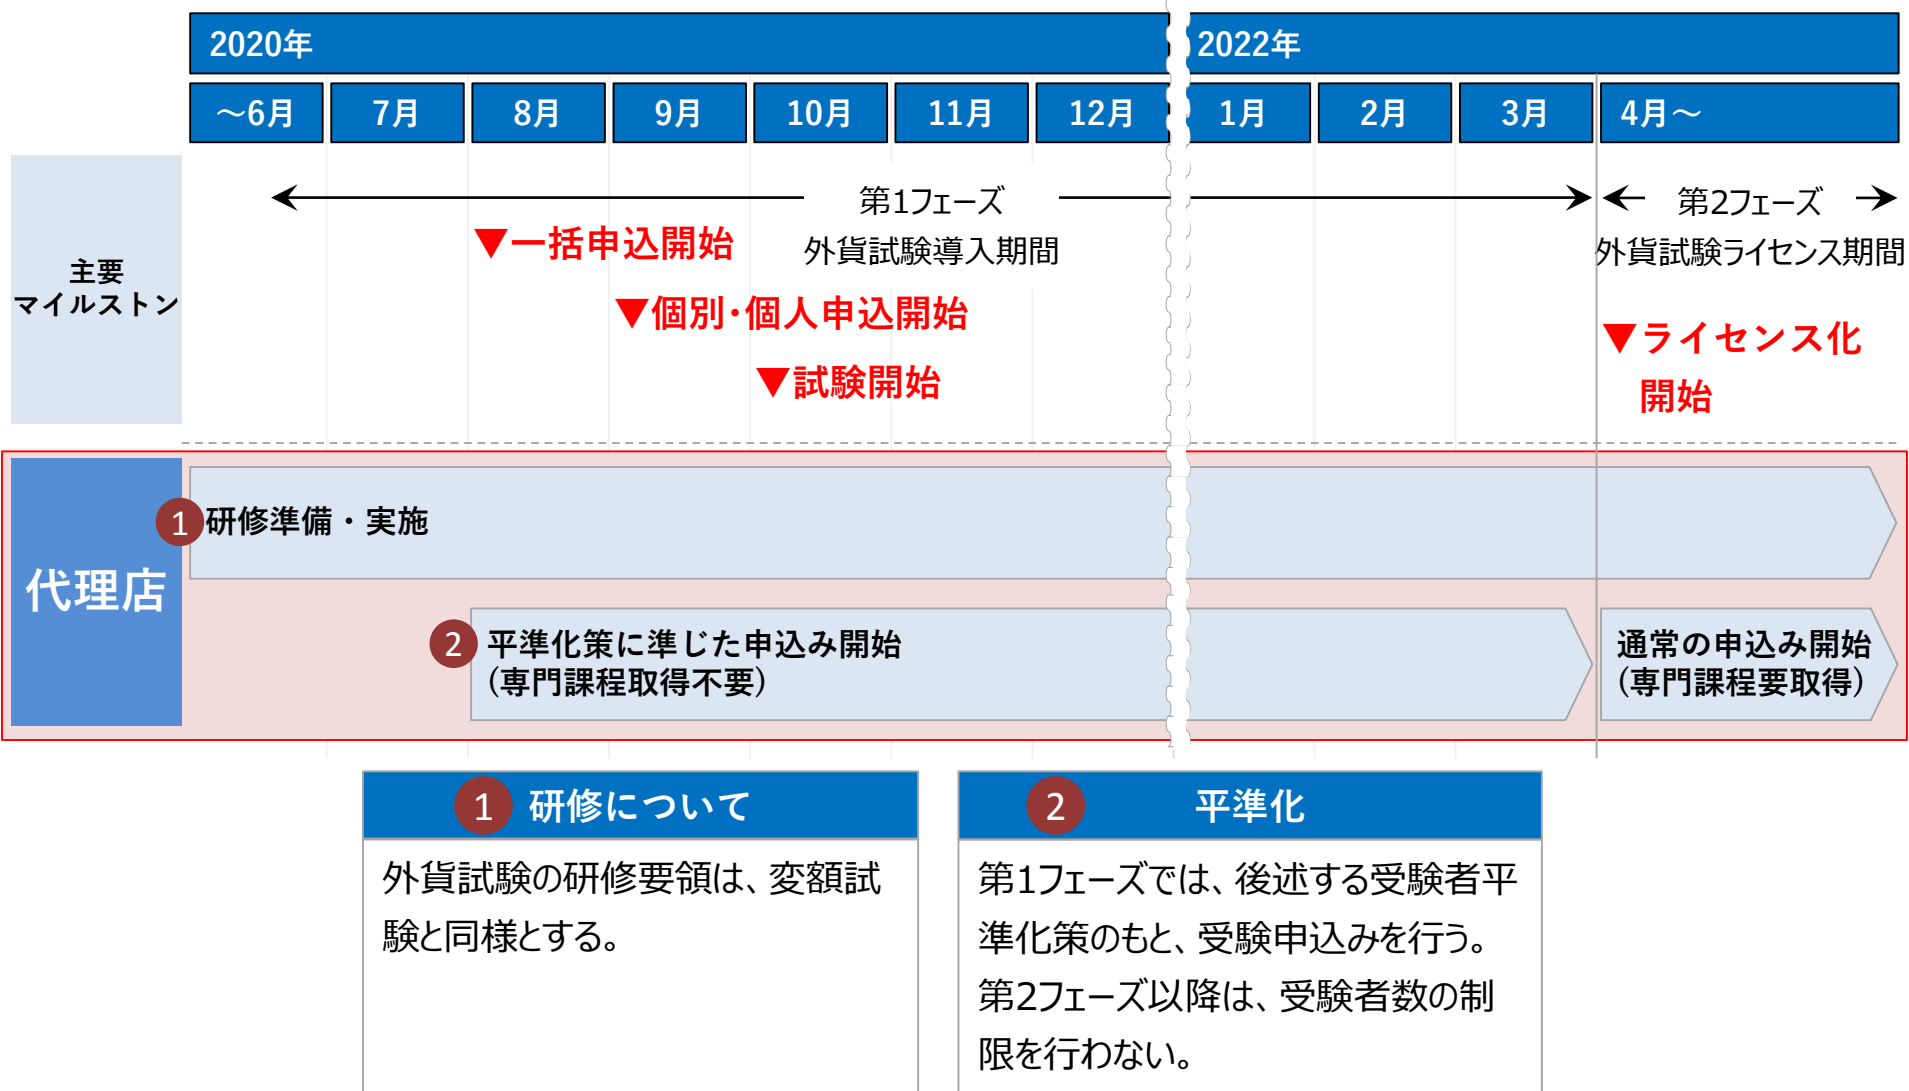 2020年
2022年
～6月
7月
8月
9月
10月
11月
12月
1月
2月
3月
4月～
主要
マイルストン
第1フェーズ
外貨試験導入期間
第2フェーズ
外貨試験ライセンス期間
▼一括申込開始
▼個別・個人申込開始
▼試験開始
▼ライセンス化
開始
代理店
1 研修準備・実施
2 平準化策に準じた申込み開始
(専門課程取得不要)
通常の申込み開始
(専門課程要取得)
1 研修について
外貨試験の研修要領は、変額試
験と同様とする。
2 平準化
第1フェーズでは、後述する受験者平
準化策のもと、受験申込みを行う。
第2フェーズ以降は、受験者数の制
限を行わない。